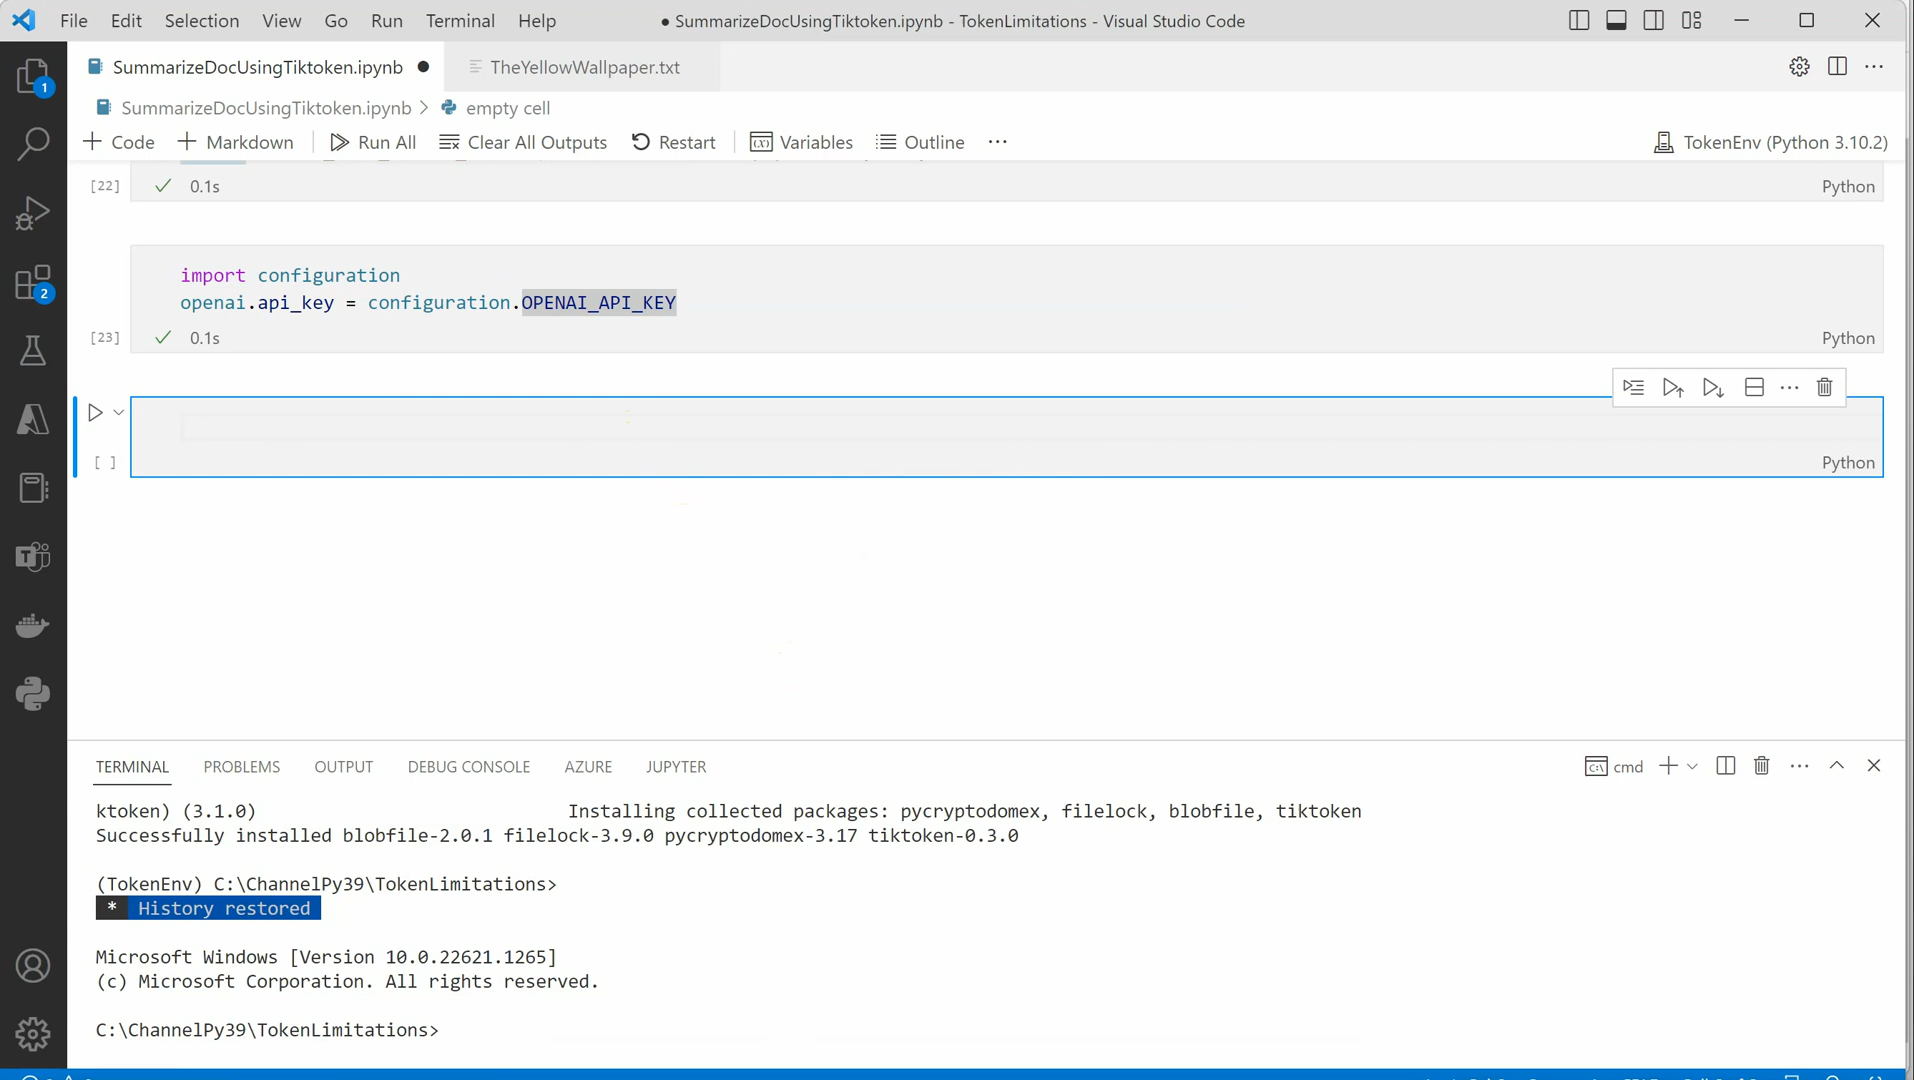 File Edit Selection View Go Run Terminal Help ● SummarizeDocUsingTiktoken.ipynb - TokenLimitations - Visual Studio Code
SummarizeDocUsingTiktoken.ipynb ● TheYellowWallpaper.txt
SummarizeDocUsingTiktoken.ipynb > empty cell
+ Code + Markdown Run All Clear All Outputs Restart Variables Outline ··· TokenEnv (Python 3.10.2)
[22] ✓ 0.1s Python
import configuration
openai.api_key = configuration.OPENAI_API_KEY
[23] ✓ 0.1s Python
[ ] Python
1
2
TERMINAL PROBLEMS OUTPUT DEBUG CONSOLE AZURE JUPYTER cmd
ktoken) (3.1.0) Installing collected packages: pycryptodomex, filelock, blobfile, tiktoken
Successfully installed blobfile-2.0.1 filelock-3.9.0 pycryptodomex-3.17 tiktoken-0.3.0
(TokenEnv) C:\ChannelPy39\TokenLimitations>
* History restored
Microsoft Windows [Version 10.0.22621.1265]
(c) Microsoft Corporation. All rights reserved.
C:\ChannelPy39\TokenLimitations>